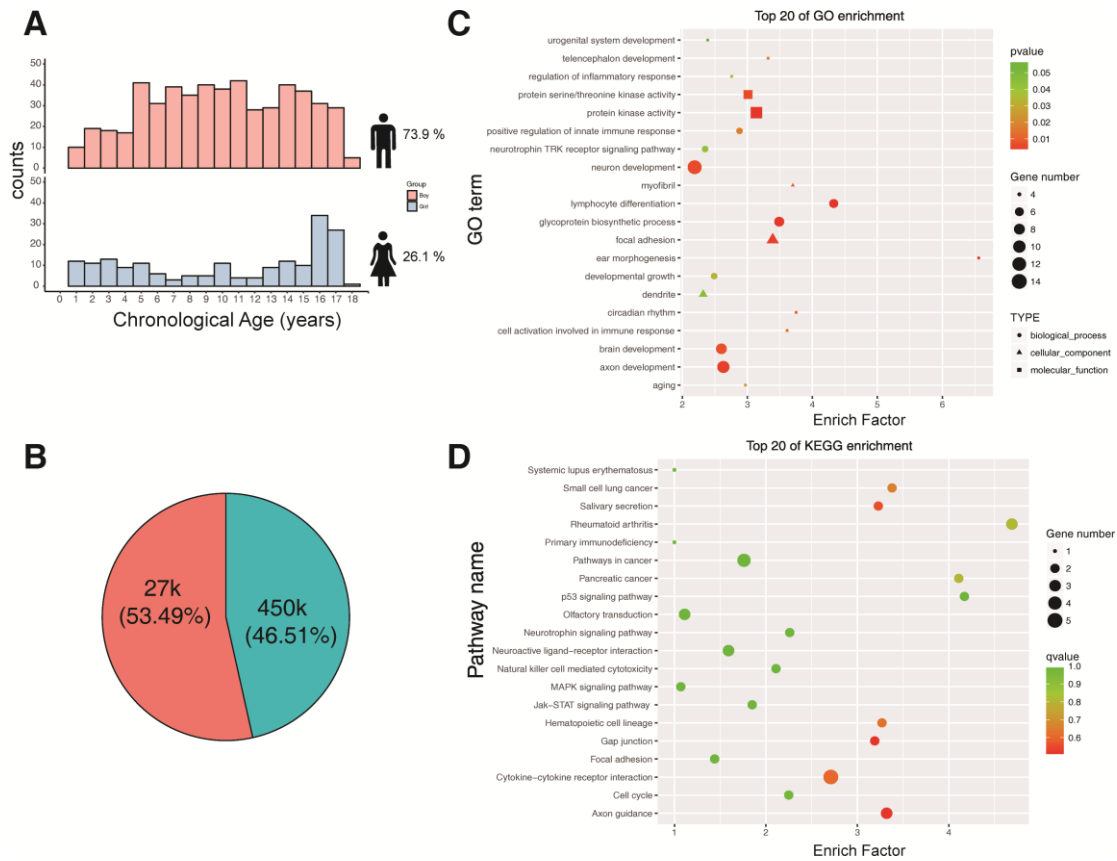 A
counts
50
40
30
20
10
0
73.9 %
Group
Boy
Girl
50
40
30
20
10
0
26.1 %
0 1 2 3 4 5 6 7 8 9 10 11 12 13 14 15 16 17 18
Chronological Age (years)
B
27k
(53.49%)
450k
(46.51%)
C
Top 20 of GO enrichment
GO term
urogenital system development
telencephalon development
regulation of inflammatory response
protein serine/threonine kinase activity
protein kinase activity
positive regulation of innate immune response
neurotrophin TRK receptor signaling pathway
neuron development
myofibril
lymphocyte differentiation
glycoprotein biosynthetic process
focal adhesion
ear morphogenesis
developmental growth
dendrite
circadian rhythm
cell activation involved in immune response
brain development
axon development
aging
2 3 4 5 6
Enrich Factor
pvalue
0.05
0.04
0.03
0.02
0.01
Gene number
4
6
8
10
12
14
TYPE
biological_process
cellular_component
molecular_function
D
Top 20 of KEGG enrichment
Pathway name
Systemic lupus erythematosus
Small cell lung cancer
Salivary secretion
Rheumatoid arthritis
Primary immunodeficiency
Pathways in cancer
Pancreatic cancer
p53 signaling pathway
Olfactory transduction
Neurotrophin signaling pathway
Neuroactive ligand−receptor interaction
Natural killer cell mediated cytotoxicity
MAPK signaling pathway
Jak−STAT signaling pathway
Hematopoietic cell lineage
Gap junction
Focal adhesion
Cytokine−cytokine receptor interaction
Cell cycle
Axon guidance
1 2 3 4
Enrich Factor
Gene number
1
2
3
4
5
qvalue
1.0
0.9
0.8
0.7
0.6